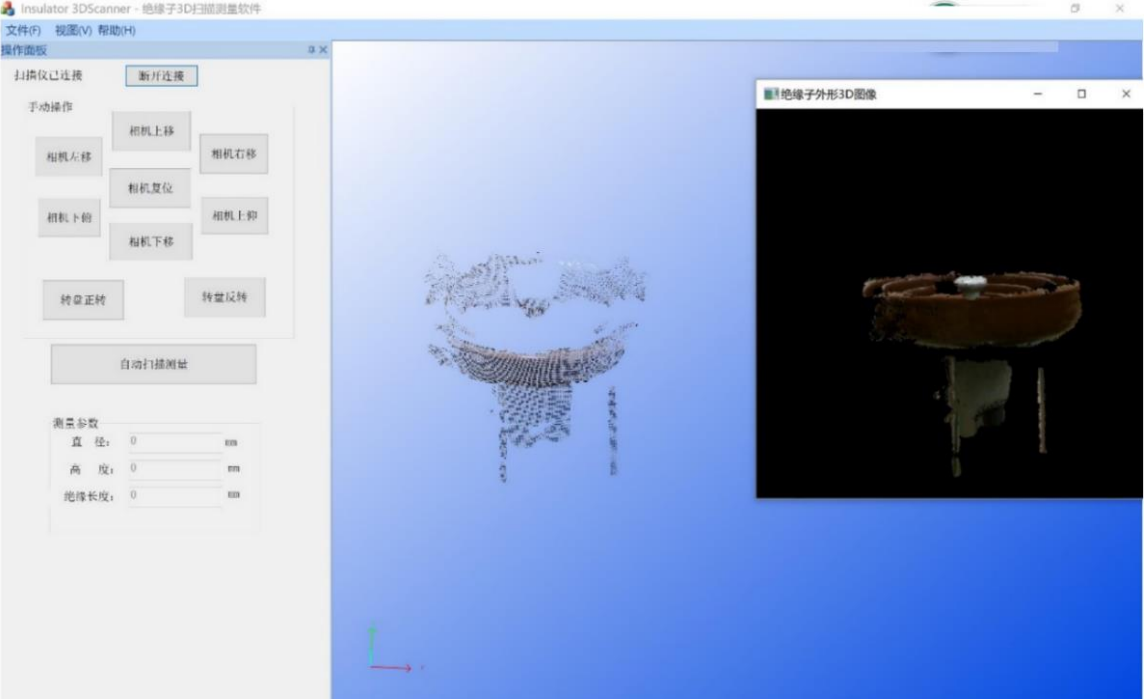 Insulator 3DScanner - 绝缘子3D扫描测量软件
文件(F) 视图(V) 帮助(H)
操作面板
扫描仪已连接 断开连接
手动操作
相机上移
相机左移 相机右移
相机复位
相机下俯 相机上仰
相机下移
转盘正转 转盘反转
自动扫描测量
测量参数
直 径: 0 mm
高 度: 0 mm
绝缘长度: 0 mm
绝缘子外形3D图像